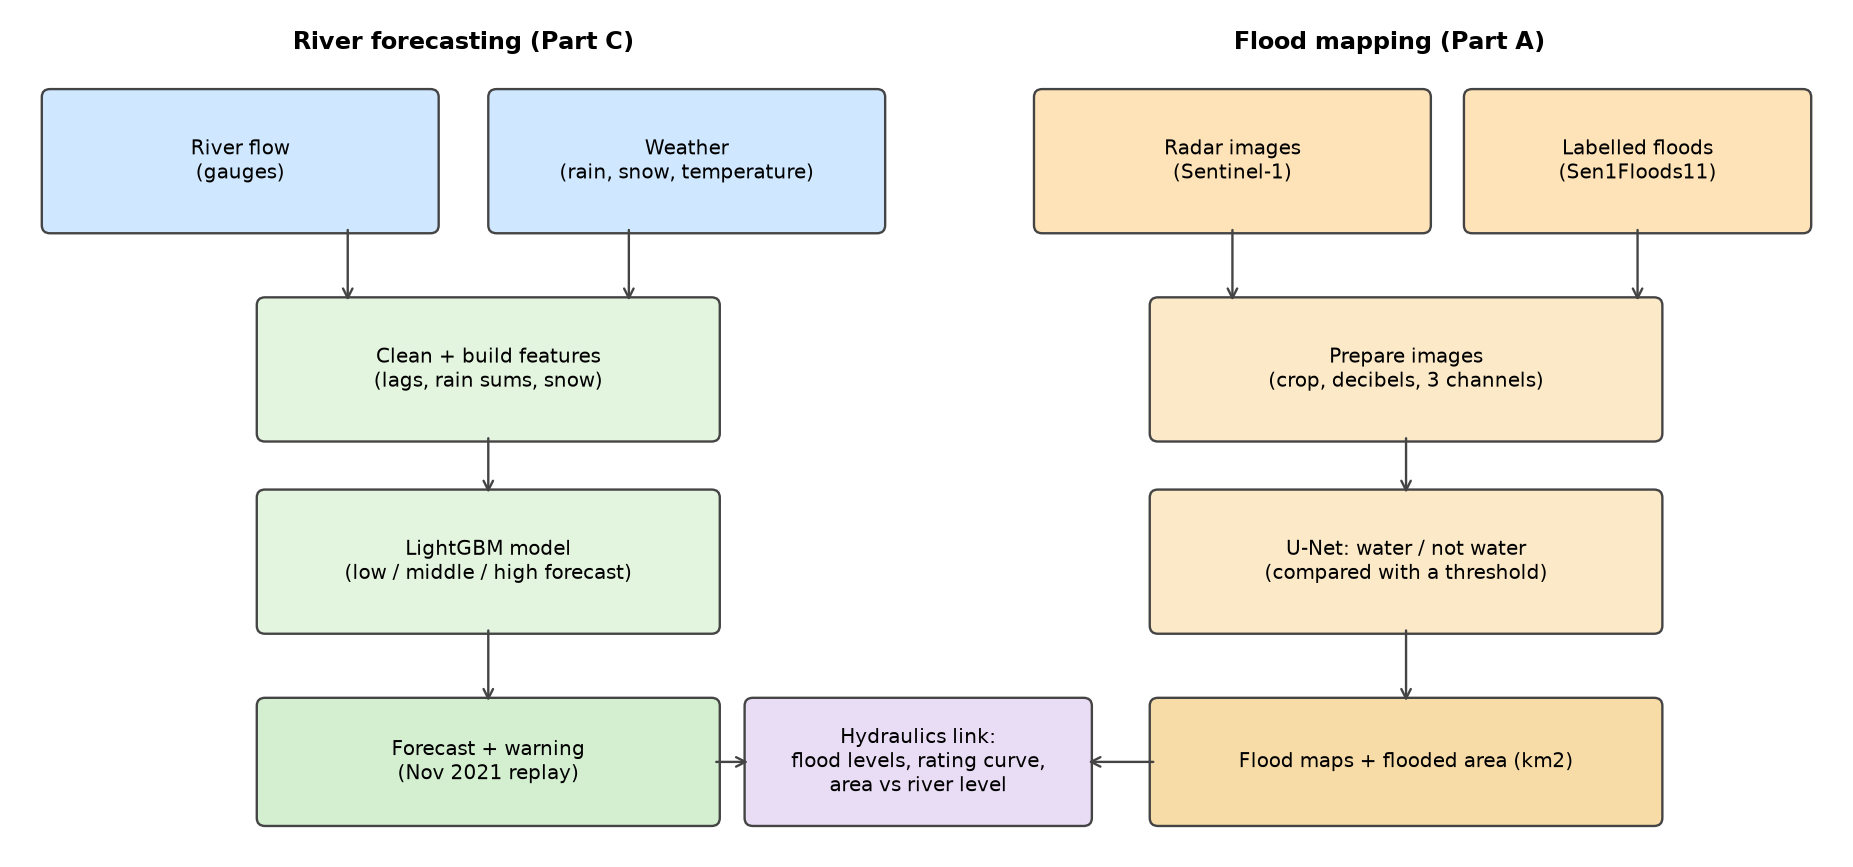 River forecasting (Part C)
Flood mapping (Part A)
River flow
(gauges)
Weather
(rain, snow, temperature)
Radar images
(Sentinel-1)
Labelled floods
(Sen1Floods11)
Clean + build features
(lags, rain sums, snow)
Prepare images
(crop, decibels, 3 channels)
LightGBM model
(low / middle / high forecast)
U-Net: water / not water
(compared with a threshold)
Forecast + warning
(Nov 2021 replay)
Hydraulics link:
flood levels, rating curve,
area vs river level
Flood maps + flooded area (km2)